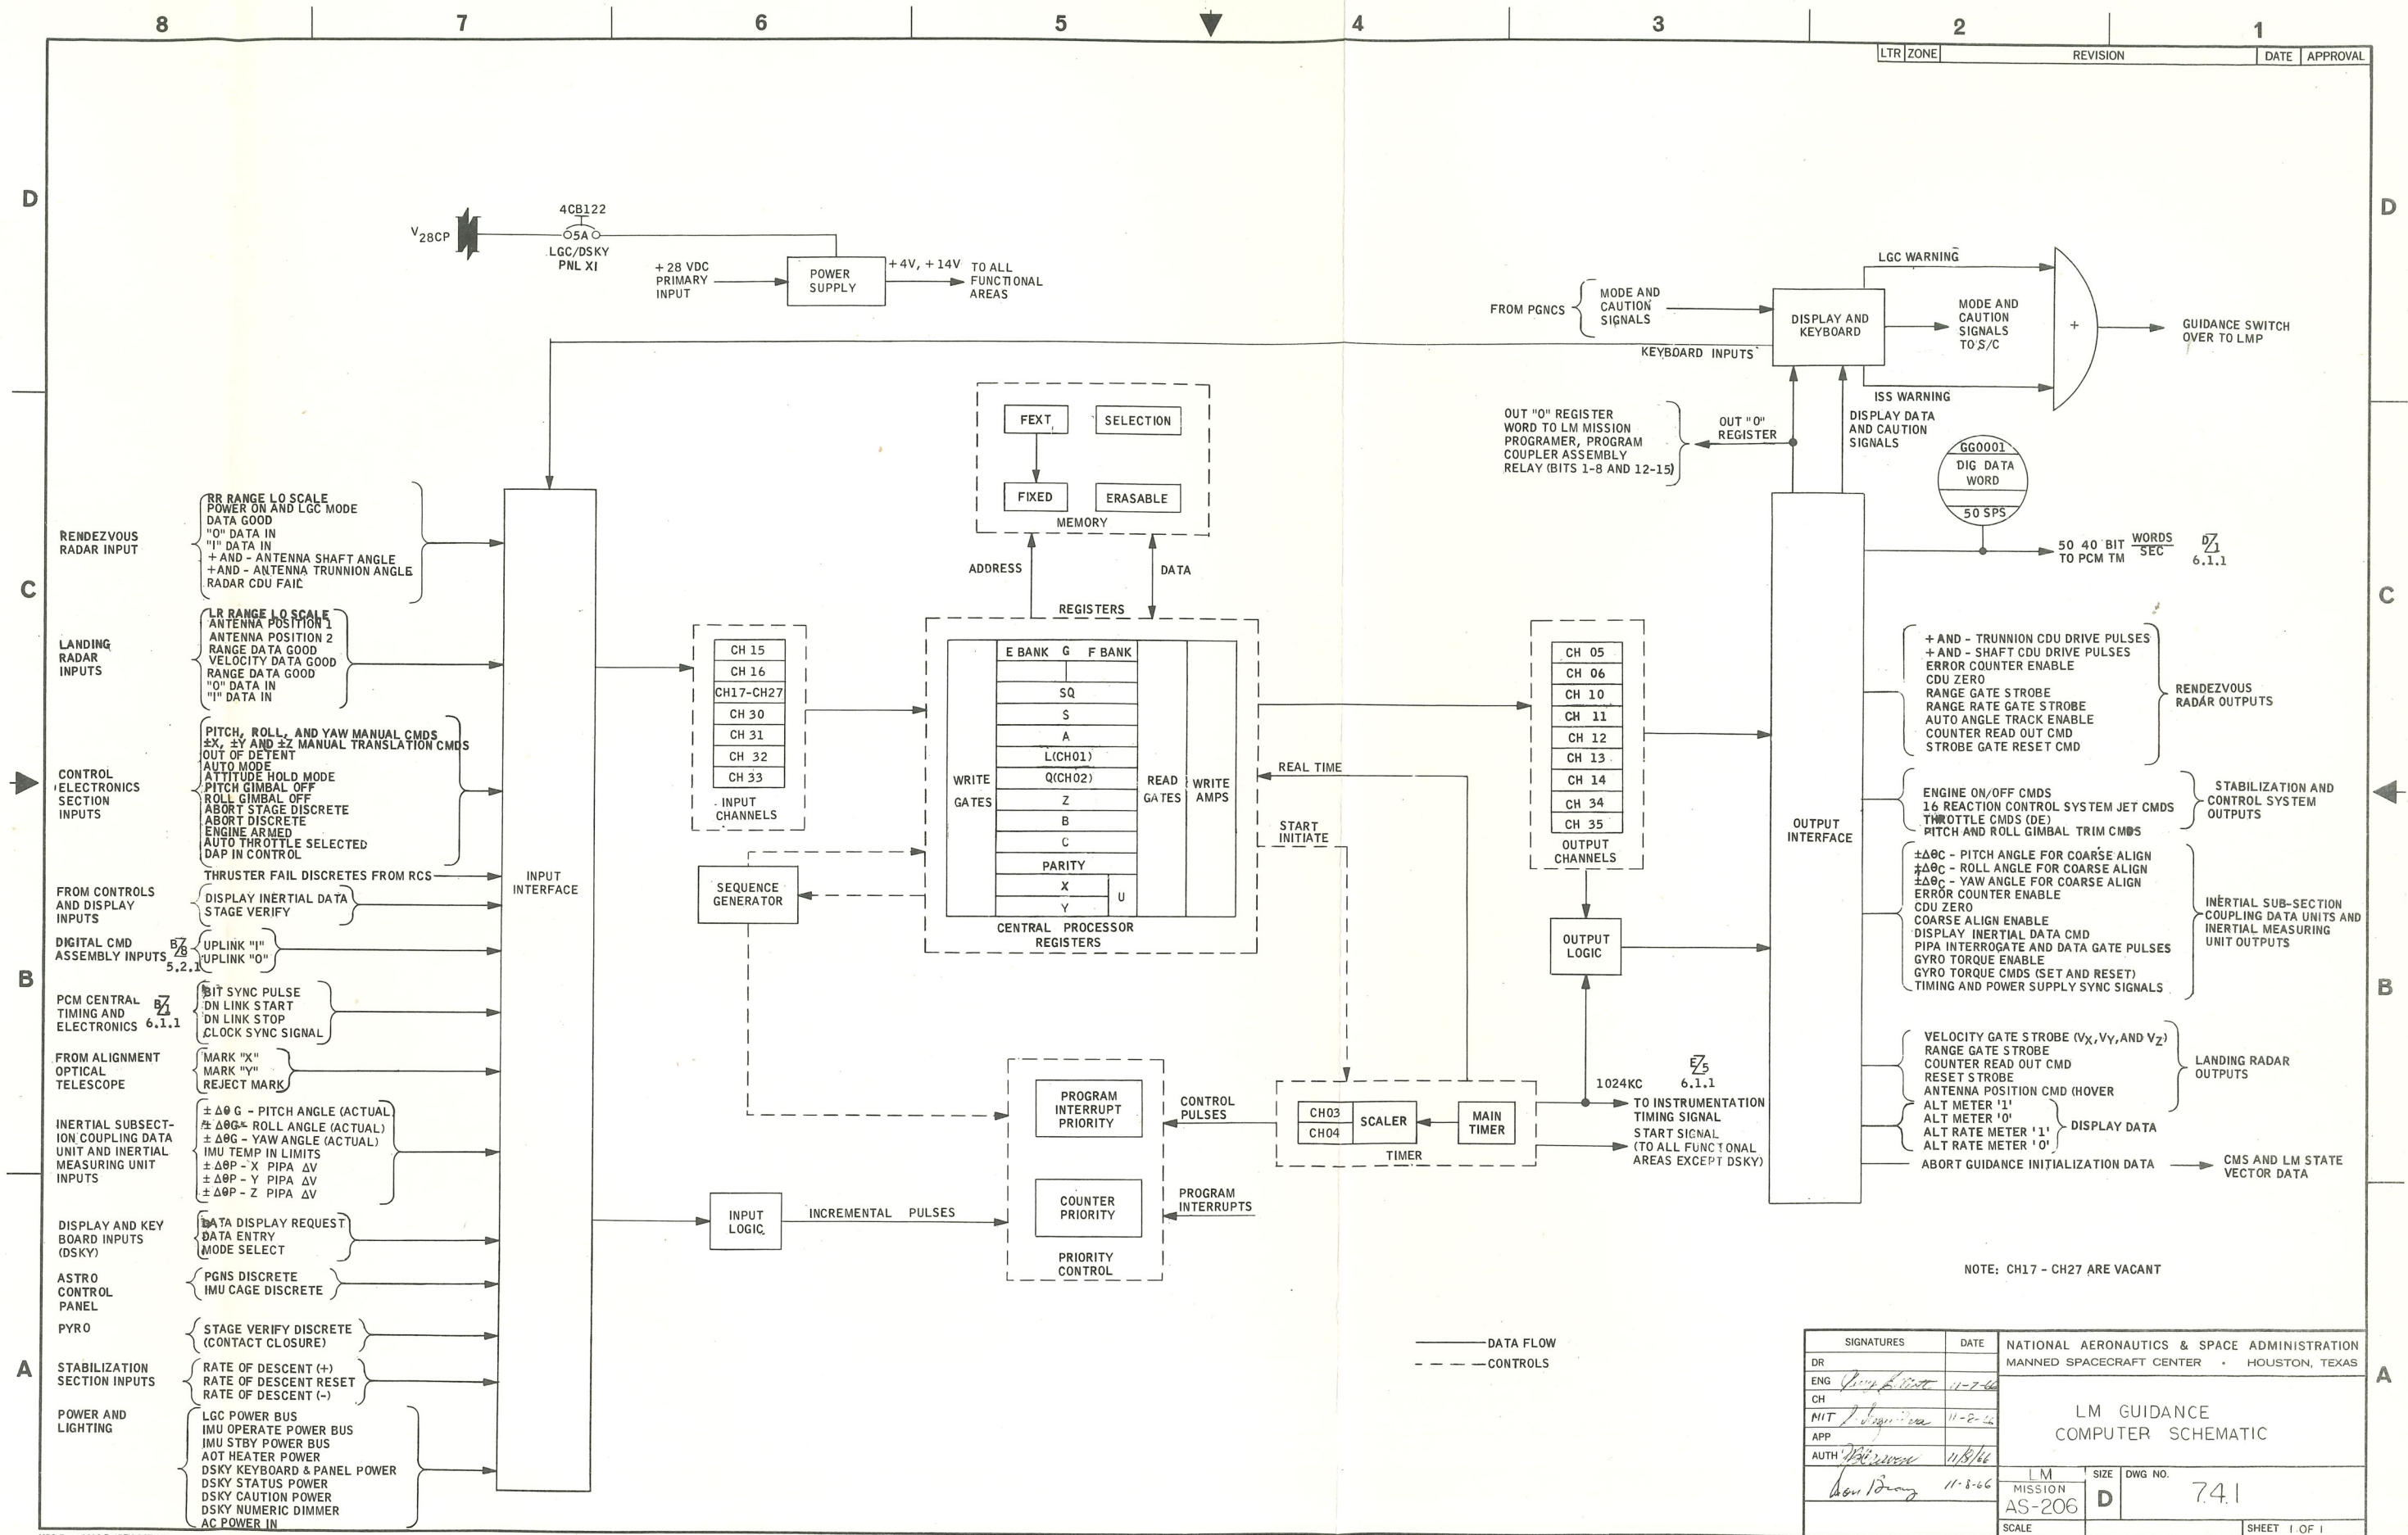 8 7 6 5 4 3 2 1
LTR ZONE REVISION DATE APPROVAL
D
D
V28CP
4CB122
5A
LGC/DSKY
PNL XI
+28 VDC
PRIMARY
INPUT
POWER
SUPPLY
+4V, +14V
TO ALL
FUNCTIONAL
AREAS
FROM PGNCS
MODE AND
CAUTION
SIGNALS
DISPLAY AND
KEYBOARD
KEYBOARD INPUTS
LGC WARNING
MODE AND
CAUTION
SIGNALS
TO S/C
+
GUIDANCE SWITCH
OVER TO LMP
ISS WARNING
DISPLAY DATA
AND CAUTION
SIGNALS
OUT "O" REGISTER
WORD TO LM MISSION
PROGRAMER, PROGRAM
COUPLER ASSEMBLY
RELAY (BITS 1-8 AND 12-15)
OUT "O"
REGISTER
GG0001
DIG DATA
WORD
50 SPS
50 40 BIT WORDS
SEC
TO PCM TM
D/1
6.1.1
FEXT
SELECTION
FIXED
ERASABLE
MEMORY
ADDRESS
DATA
C
C
RENDEZVOUS
RADAR INPUT
RR RANGE LO SCALE
POWER ON AND LGC MODE
DATA GOOD
"O" DATA IN
"I" DATA IN
+ AND - ANTENNA SHAFT ANGLE
+AND - ANTENNA TRUNNION ANGLE
RADAR CDU FAIL
LANDING
RADAR
INPUTS
LR RANGE LO SCALE
ANTENNA POSITION 1
ANTENNA POSITION 2
RANGE DATA GOOD
VELOCITY DATA GOOD
RANGE DATA GOOD
"O" DATA IN
"I" DATA IN
CONTROL
ELECTRONICS
SECTION
INPUTS
PITCH, ROLL, AND YAW MANUAL CMDS
±X, ±Y AND ±Z MANUAL TRANSLATION CMDS
OUT OF DETENT
AUTO MODE
ATTITUDE HOLD MODE
PITCH GIMBAL OFF
ROLL GIMBAL OFF
ABORT STAGE DISCRETE
ABORT DISCRETE
ENGINE ARMED
AUTO THROTTLE SELECTED
DAP IN CONTROL
THRUSTER FAIL DISCRETES FROM RCS
FROM CONTROLS
AND DISPLAY
INPUTS
DISPLAY INERTIAL DATA
STAGE VERIFY
DIGITAL CMD
ASSEMBLY INPUTS
B/8
5.2.1
UPLINK "I"
UPLINK "O"
B
B
PCM CENTRAL
TIMING AND
ELECTRONICS
B/1
6.1.1
BIT SYNC PULSE
DN LINK START
DN LINK STOP
CLOCK SYNC SIGNAL
FROM ALIGNMENT
OPTICAL
TELESCOPE
MARK "X"
MARK "Y"
REJECT MARK
INERTIAL SUBSECT-
ION COUPLING DATA
UNIT AND INERTIAL
MEASURING UNIT
INPUTS
± ΔθG - PITCH ANGLE (ACTUAL)
± ΔθG - ROLL ANGLE (ACTUAL)
± ΔθG - YAW ANGLE (ACTUAL)
IMU TEMP IN LIMITS
± ΔθP - X PIPA ΔV
± ΔθP - Y PIPA ΔV
± ΔθP - Z PIPA ΔV
DISPLAY AND KEY
BOARD INPUTS
(DSKY)
DATA DISPLAY REQUEST
DATA ENTRY
MODE SELECT
ASTRO
CONTROL
PANEL
PGNS DISCRETE
IMU CAGE DISCRETE
PYRO
STAGE VERIFY DISCRETE
(CONTACT CLOSURE)
A
A
STABILIZATION
SECTION INPUTS
RATE OF DESCENT (+)
RATE OF DESCENT RESET
RATE OF DESCENT (-)
POWER AND
LIGHTING
LGC POWER BUS
IMU OPERATE POWER BUS
IMU STBY POWER BUS
AOT HEATER POWER
DSKY KEYBOARD & PANEL POWER
DSKY STATUS POWER
DSKY CAUTION POWER
DSKY NUMERIC DIMMER
AC POWER IN
INPUT
INTERFACE
CH 15
CH 16
CH17-CH27
CH 30
CH 31
CH 32
CH 33
INPUT
CHANNELS
SEQUENCE
GENERATOR
INPUT
LOGIC
INCREMENTAL PULSES
REGISTERS
WRITE
GATES
E BANK G F BANK
SQ
S
A
L(CH01)
Q(CH02)
Z
B
C
PARITY
X
Y
U
READ
GATES
WRITE
AMPS
CENTRAL PROCESSOR
REGISTERS
REAL TIME
START
INITIATE
PROGRAM
INTERRUPT
PRIORITY
COUNTER
PRIORITY
PRIORITY
CONTROL
CONTROL
PULSES
PROGRAM
INTERRUPTS
CH03
CH04
SCALER
MAIN
TIMER
TIMER
1024KC
E/5
6.1.1
TO INSTRUMENTATION
TIMING SIGNAL
START SIGNAL
(TO ALL FUNCTIONAL
AREAS EXCEPT DSKY)
CH 05
CH 06
CH 10
CH 11
CH 12
CH 13
CH 14
CH 34
CH 35
OUTPUT
CHANNELS
OUTPUT
LOGIC
OUTPUT
INTERFACE
+ AND - TRUNNION CDU DRIVE PULSES
+ AND - SHAFT CDU DRIVE PULSES
ERROR COUNTER ENABLE
CDU ZERO
RANGE GATE STROBE
RANGE RATE GATE STROBE
AUTO ANGLE TRACK ENABLE
COUNTER READ OUT CMD
STROBE GATE RESET CMD
RENDEZVOUS
RADAR OUTPUTS
ENGINE ON/OFF CMDS
16 REACTION CONTROL SYSTEM JET CMDS
THROTTLE CMDS (DE)
PITCH AND ROLL GIMBAL TRIM CMDS
STABILIZATION AND
CONTROL SYSTEM
OUTPUTS
±ΔθC - PITCH ANGLE FOR COARSE ALIGN
±ΔθC - ROLL ANGLE FOR COARSE ALIGN
±ΔθC - YAW ANGLE FOR COARSE ALIGN
ERROR COUNTER ENABLE
CDU ZERO
COARSE ALIGN ENABLE
DISPLAY INERTIAL DATA CMD
PIPA INTERROGATE AND DATA GATE PULSES
GYRO TORQUE ENABLE
GYRO TORQUE CMDS (SET AND RESET)
TIMING AND POWER SUPPLY SYNC SIGNALS
INERTIAL SUB-SECTION
COUPLING DATA UNITS AND
INERTIAL MEASURING
UNIT OUTPUTS
VELOCITY GATE STROBE (VX,VY,AND VZ)
RANGE GATE STROBE
COUNTER READ OUT CMD
RESET STROBE
ANTENNA POSITION CMD (HOVER
LANDING RADAR
OUTPUTS
ALT METER '1'
ALT METER 'O'
ALT RATE METER '1'
ALT RATE METER 'O'
DISPLAY DATA
ABORT GUIDANCE INITIALIZATION DATA
CMS AND LM STATE
VECTOR DATA
NOTE: CH17 - CH27 ARE VACANT
DATA FLOW
CONTROLS
SIGNATURES DATE
DR
ENG 11-7-66
CH
MIT 11-8-66
APP
AUTH 11/8/66
11-8-66
NATIONAL AERONAUTICS & SPACE ADMINISTRATION
MANNED SPACECRAFT CENTER · HOUSTON, TEXAS
LM GUIDANCE
COMPUTER SCHEMATIC
LM
MISSION
AS-206
SIZE
D
DWG NO.
7.4.1
SCALE
SHEET 1 OF 1